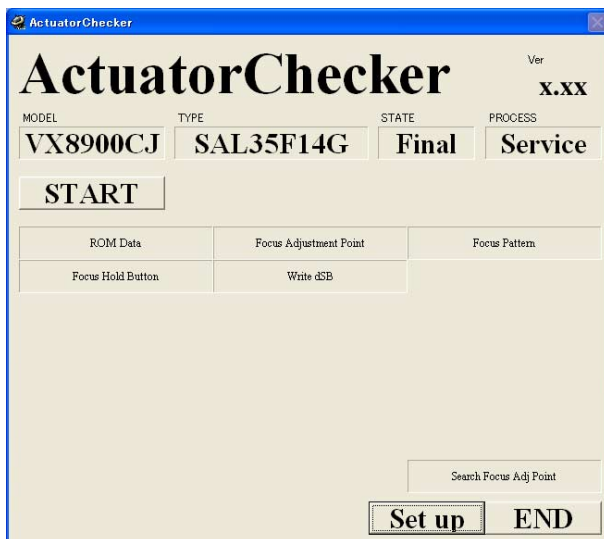 ActuatorChecker
ActuatorChecker
Ver
x.xx
MODEL TYPE STATE PROCESS
VX8900CJ SAL35F14G Final Service
START
ROM Data Focus Adjustment Point Focus Pattern
Focus Hold Button Write dSB
Search Focus Adj Point
Set up END